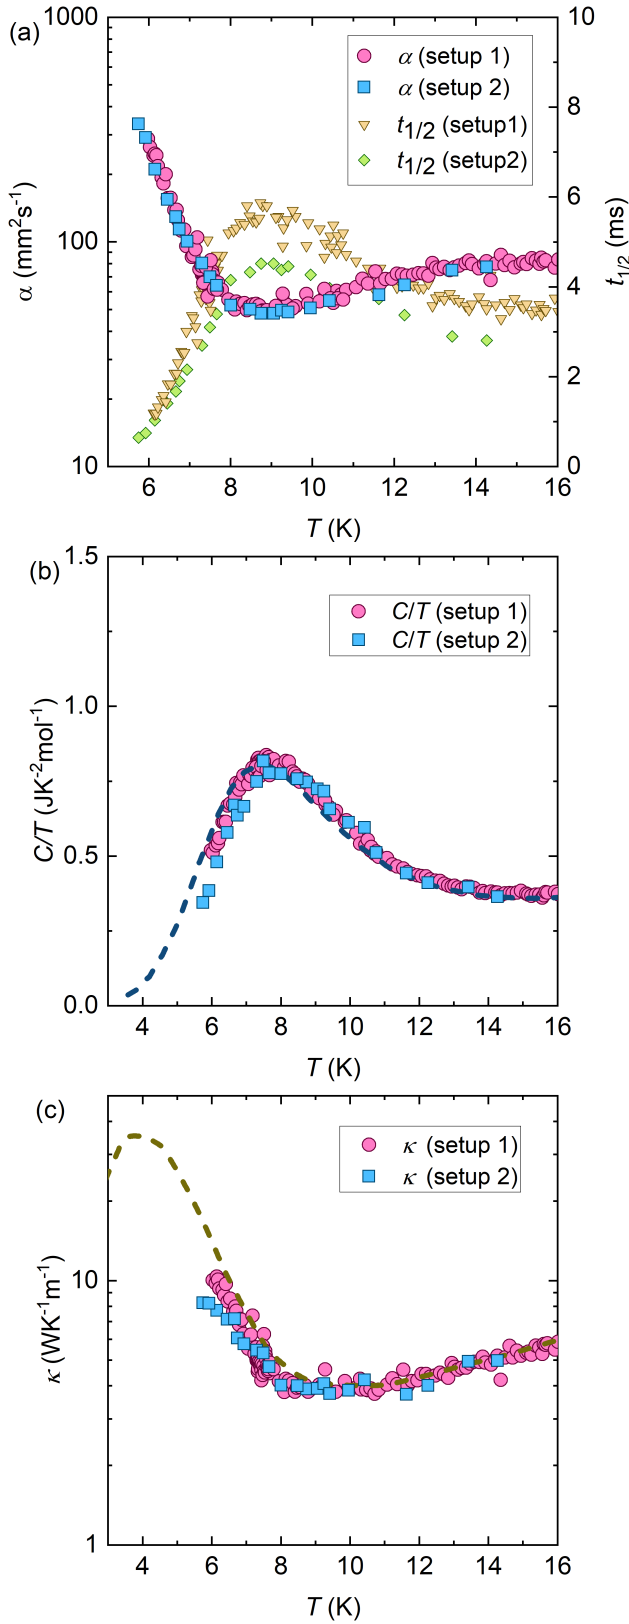 (a)
1000
100
10
α (mm²s⁻¹)
10
8
6
4
2
0
t₁/₂ (ms)
α (setup 1)
α (setup 2)
t₁/₂ (setup1)
t₁/₂ (setup2)
6 8 10 12 14 16
T (K)
(b)
1.5
1.0
0.5
0.0
C/T (JK⁻²mol⁻¹)
C/T (setup 1)
C/T (setup 2)
4 6 8 10 12 14 16
T (K)
(c)
10
1
κ (WK⁻¹m⁻¹)
κ (setup 1)
κ (setup 2)
4 6 8 10 12 14 16
T (K)